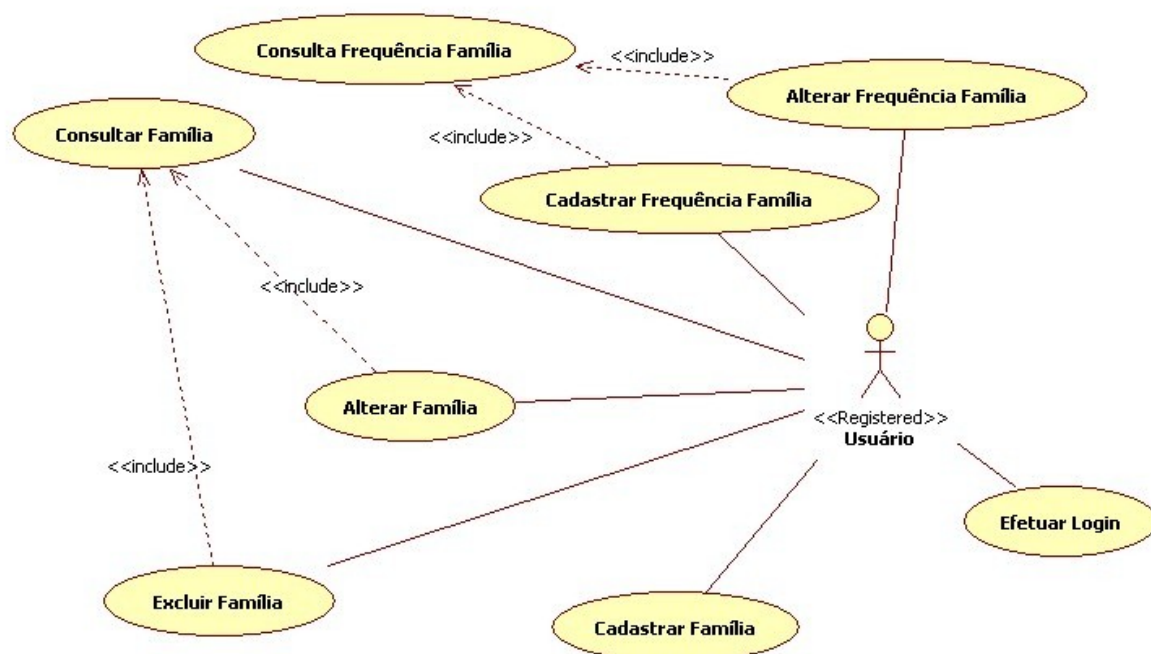 Consulta Frequência Família
<<include>>
Alterar Frequência Família
Consultar Família
<<include>>
Cadastrar Frequência Família
<<include>>
Alterar Família
<<Registered>>
Usuário
<<include>>
Efetuar Login
Excluir Família
Cadastrar Família